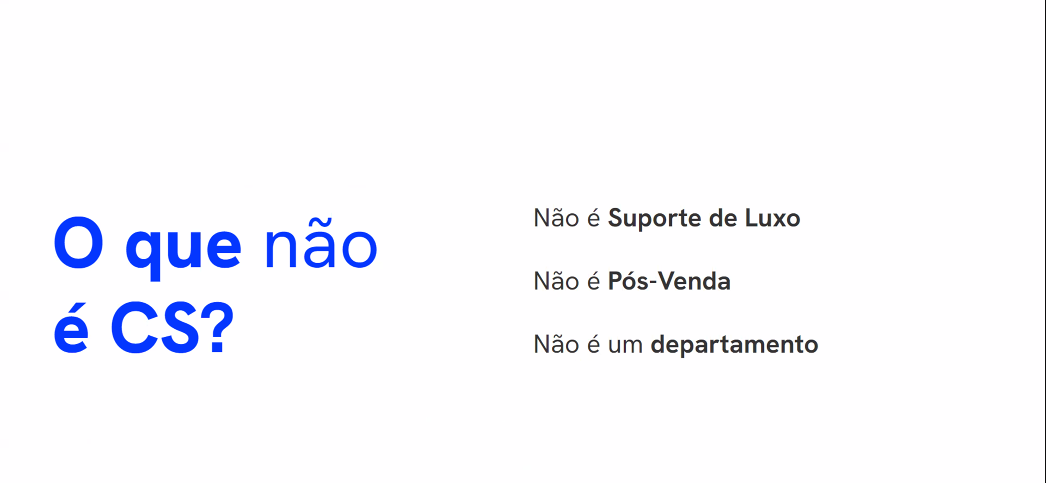 O que não
é CS?
Não é Suporte de Luxo
Não é Pós-Venda
Não é um departamento